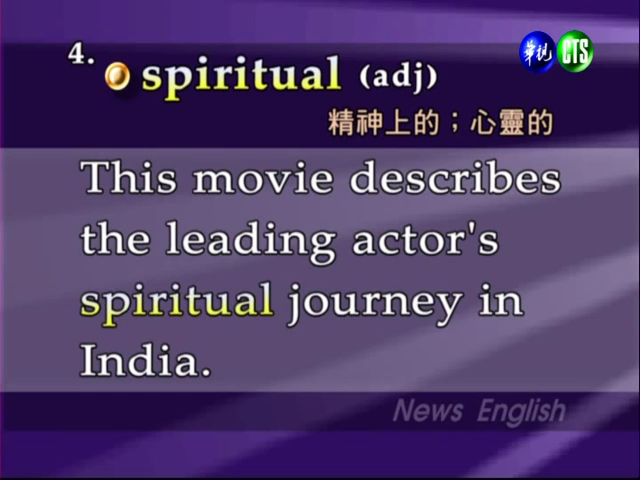 4. spiritual (adj)
華視 CTS
精神上的；心靈的
This movie describes
the leading actor's
spiritual journey in
India.
News English